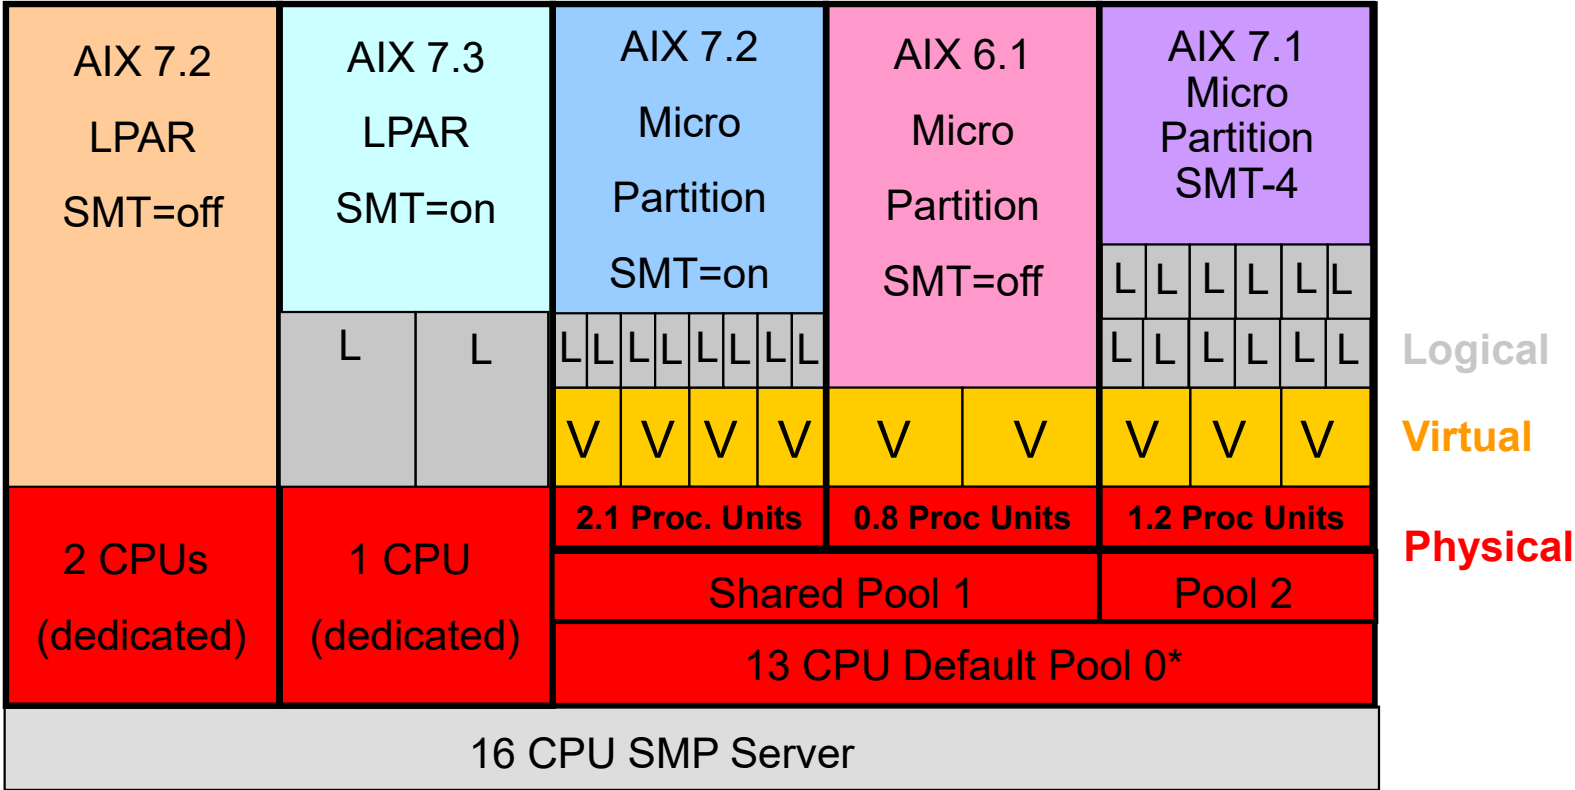 AIX 7.2
LPAR
SMT=off
2 CPUs
(dedicated)
AIX 7.3
LPAR
SMT=on
L L
1 CPU
(dedicated)
AIX 7.2
Micro
Partition
SMT=on
L L L L L L L L
V V V V
2.1 Proc. Units
AIX 6.1
Micro
Partition
SMT=off
V V
0.8 Proc Units
AIX 7.1
Micro
Partition
SMT-4
L L L L L L
L L L L L L
V V V
1.2 Proc Units
Shared Pool 1
Pool 2
13 CPU Default Pool 0*
16 CPU SMP Server
Logical
Virtual
Physical